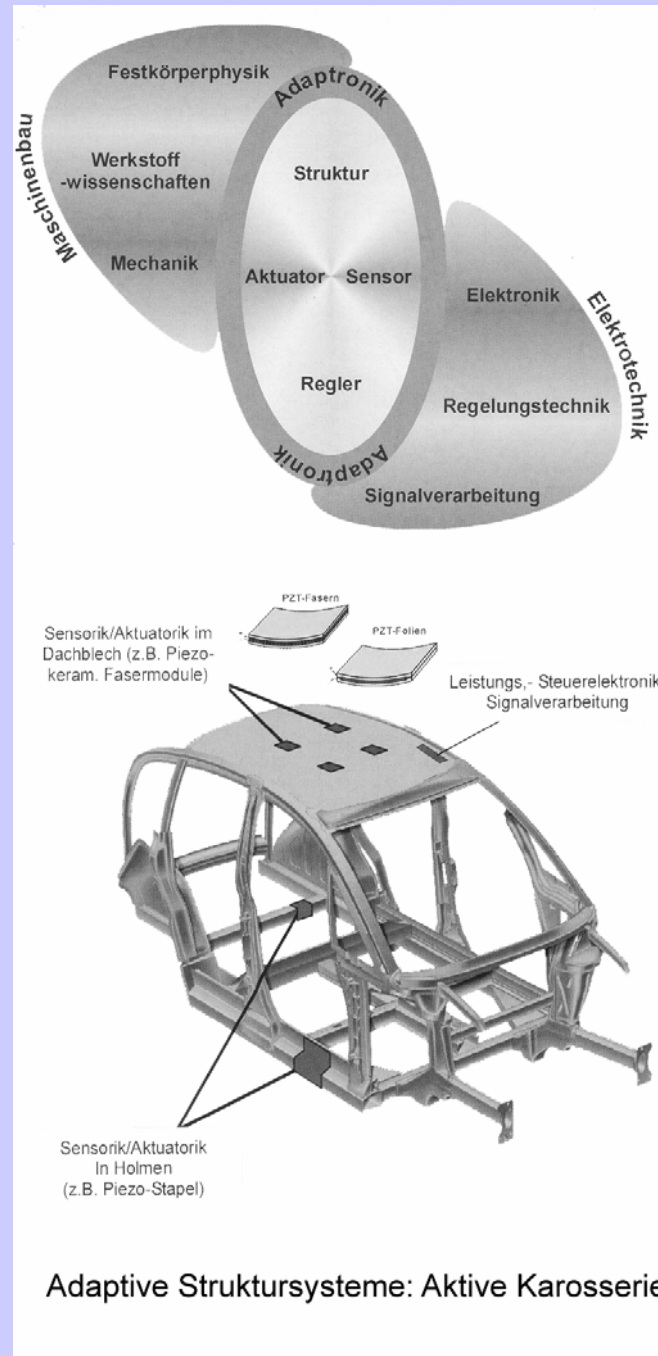 Festkörperphysik
Adaptronik
Maschinenbau
Werkstoff
-wissenschaften
Struktur
Mechanik
Aktuator
Sensor
Elektronik
Elektrotechnik
Regler
Regelungstechnik
Adaptronik
Signalverarbeitung
PZT-Fasern
Sensorik/Aktuatorik im
Dachblech (z.B. Piezo-
keram. Fasermodule)
PZT-Folien
Leistungs,- Steuerelektronik
Signalverarbeitung
Sensorik/Aktuatorik
In Holmen
(z.B. Piezo-Stapel)
Adaptive Struktursysteme: Aktive Karosserie